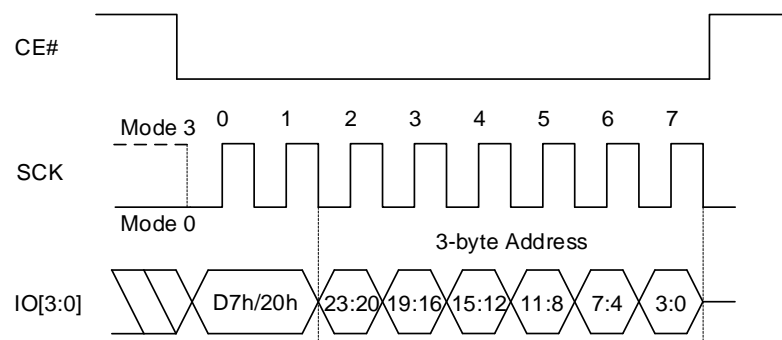 CE#
Mode 3
0 1 2 3 4 5 6 7
SCK
Mode 0
3-byte Address
IO[3:0]
D7h/20h 23:20 19:16 15:12 11:8 7:4 3:0